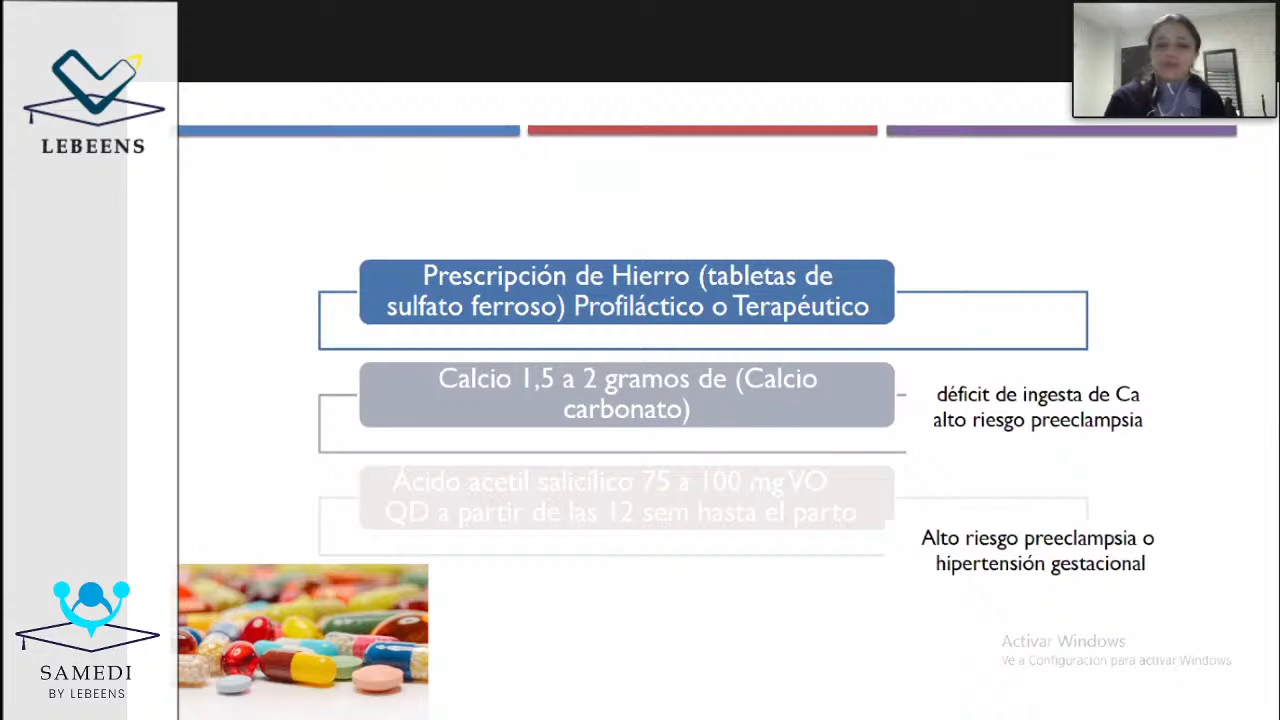 LEBEENS
Prescripción de Hierro (tabletas de
sulfato ferroso) Profiláctico o Terapéutico
Calcio 1,5 a 2 gramos de (Calcio
carbonato)
déficit de ingesta de Ca
alto riesgo preeclampsia
Ácido acetil salicílico 75 a 100 mg VO
QD a partir de las 12 sem hasta el parto
Alto riesgo preeclampsia o
hipertensión gestacional
SAMEDI
BY LEBEENS
Activar Windows
Ve a Configuración para activar Windows